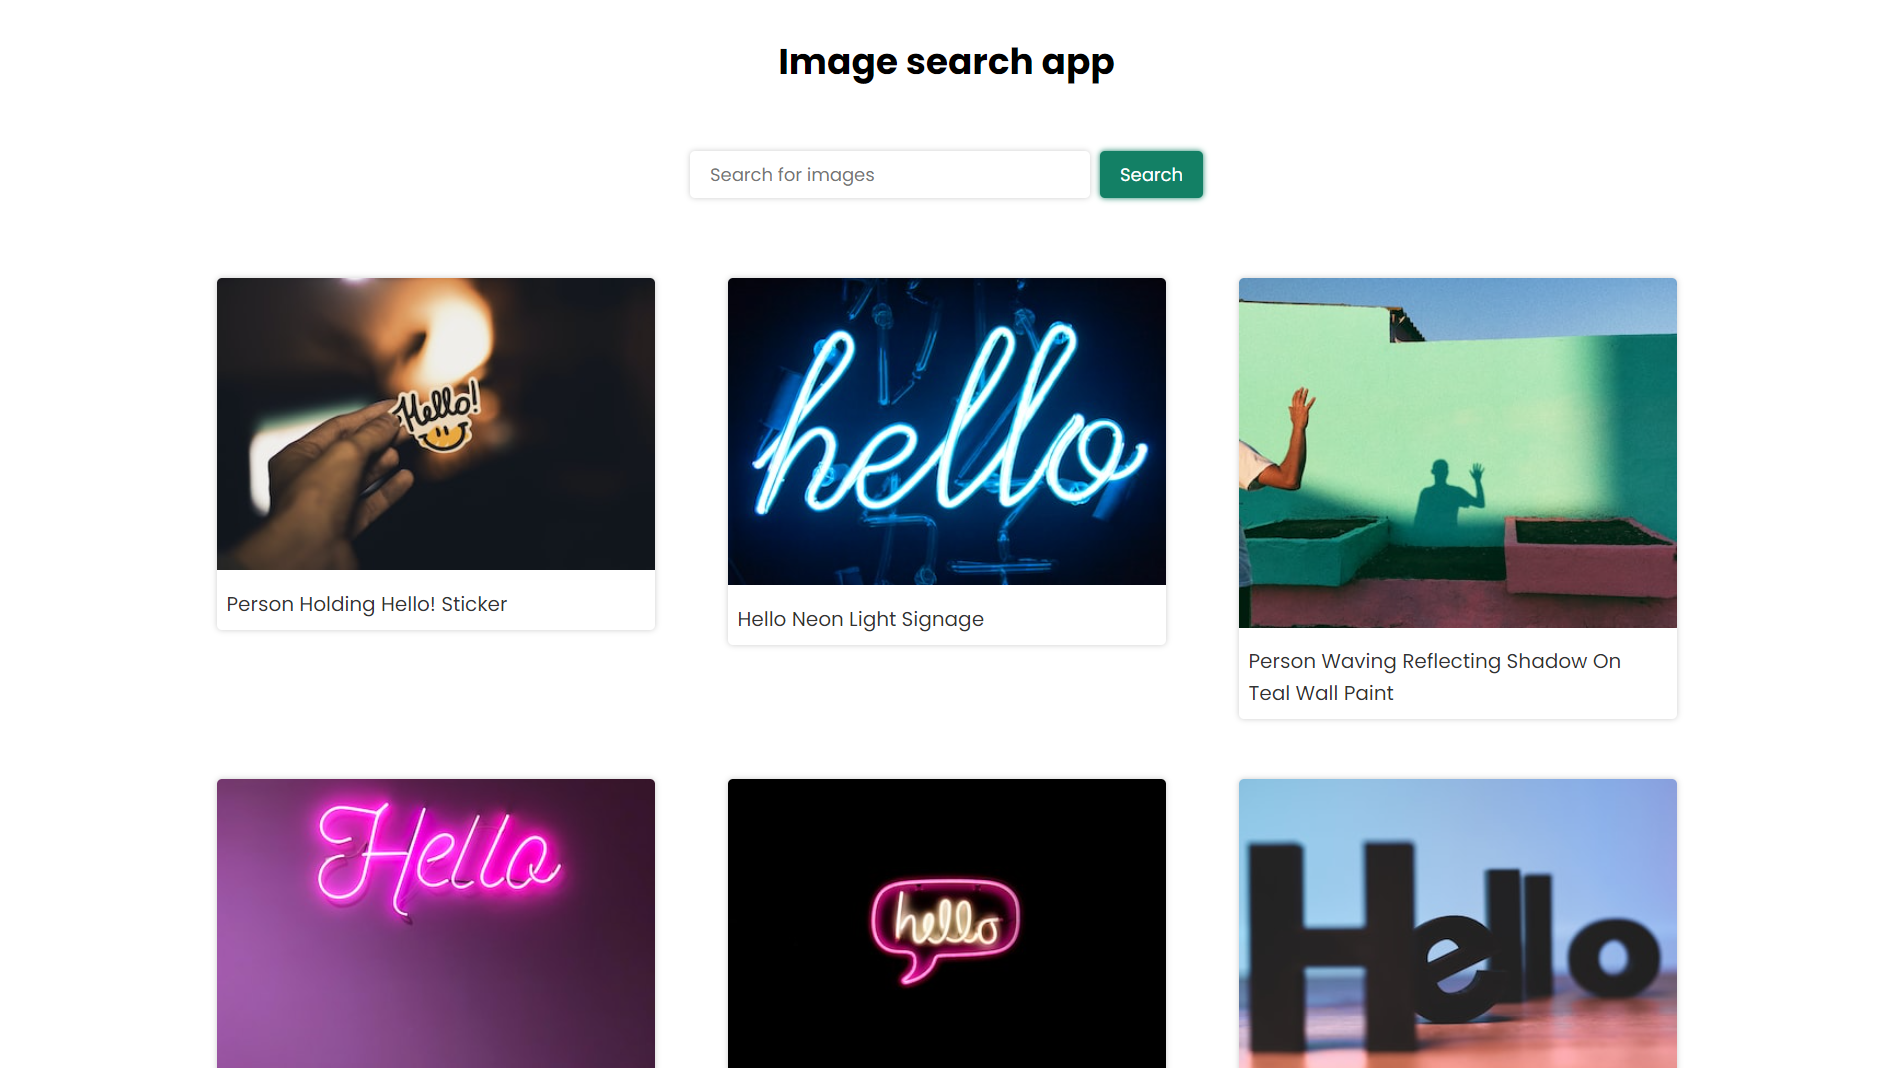 Image search app
Search for images
Search
Hello!
hello
Person Holding Hello! Sticker
Hello Neon Light Signage
Person Waving Reflecting Shadow On
Teal Wall Paint
Hello
hello
Hello